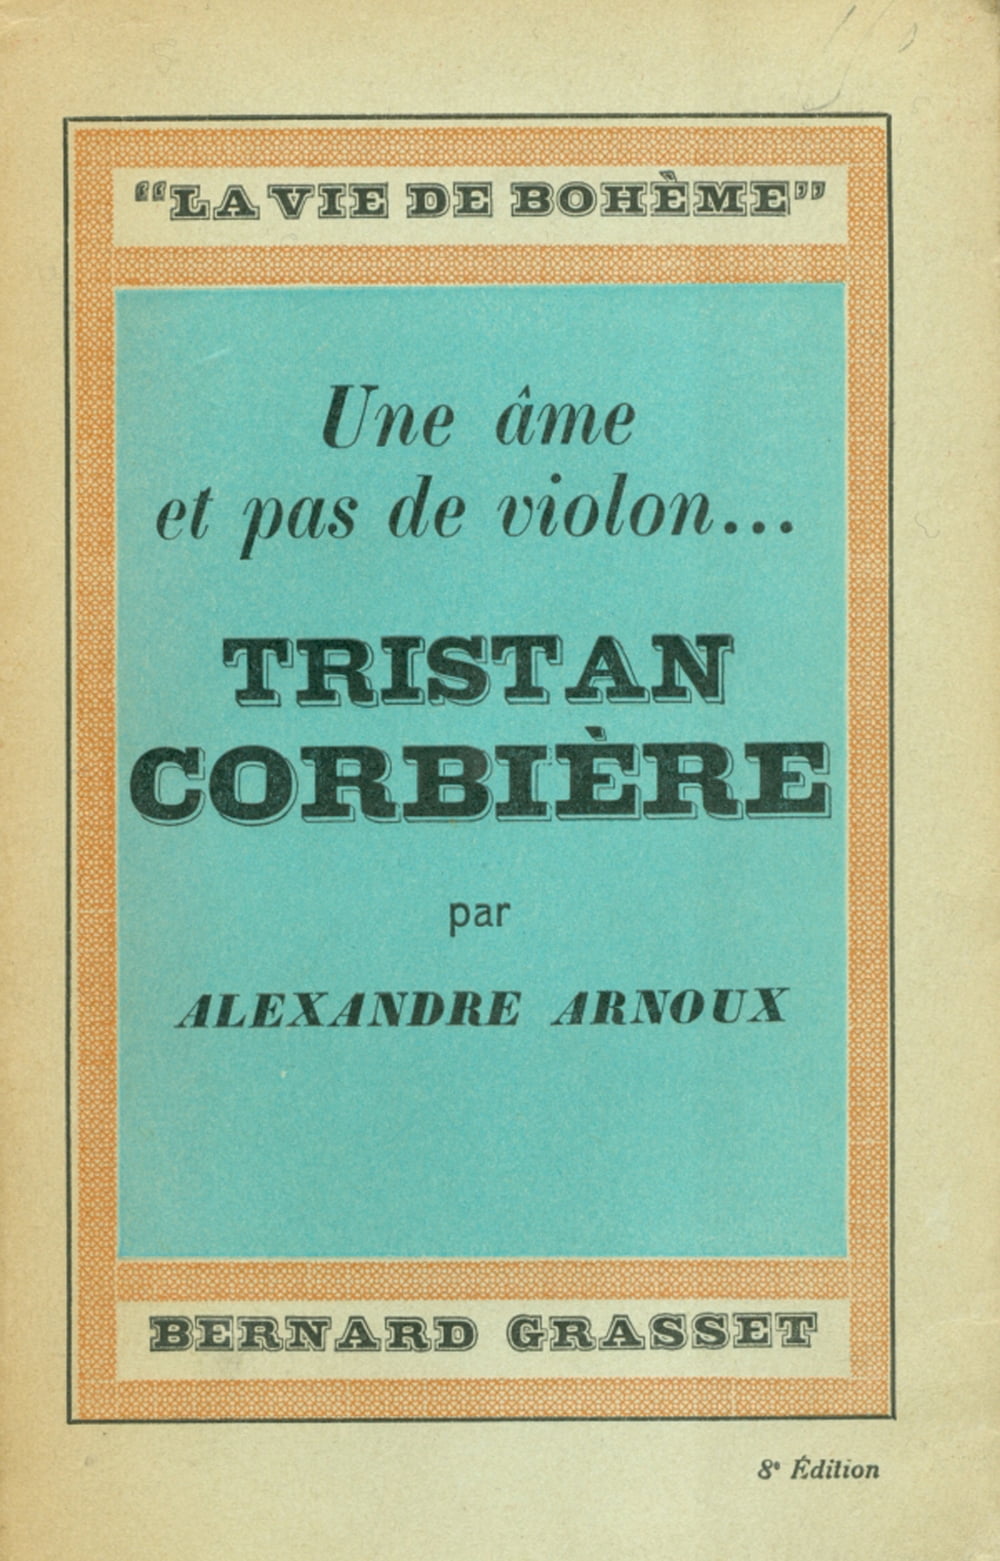 “LA VIE DE BOHÈME”
Une âme
et pas de violon...
TRISTAN
CORBIÈRE
par
ALEXANDRE ARNOUX
BERNARD GRASSET
8e Édition